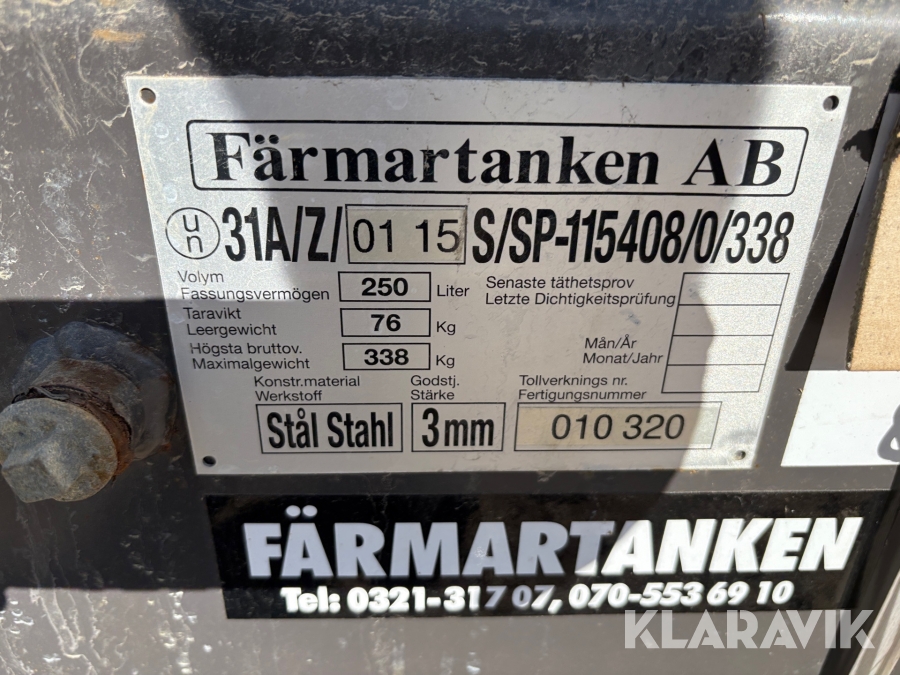 Färmartanken AB
un 31A/Z/ 01 15 S/SP-115408/0/338
Volym
Fassungsvermögen 250 Liter
Senaste täthetsprov
Letzte Dichtigkeitsprüfung
Taravikt
Leergewicht 76 Kg
Högsta bruttov.
Maximalgewicht 338 Kg
Mån/År
Monat/Jahr
Konstr.material
Werkstoff
Stål Stahl
Godstj.
Stärke
3mm
Tollverknings nr.
Fertigungsnummer
010 320
FÄRMARTANKEN
Tel: 0321-317 07, 070-553 69 10
KLARAVIK